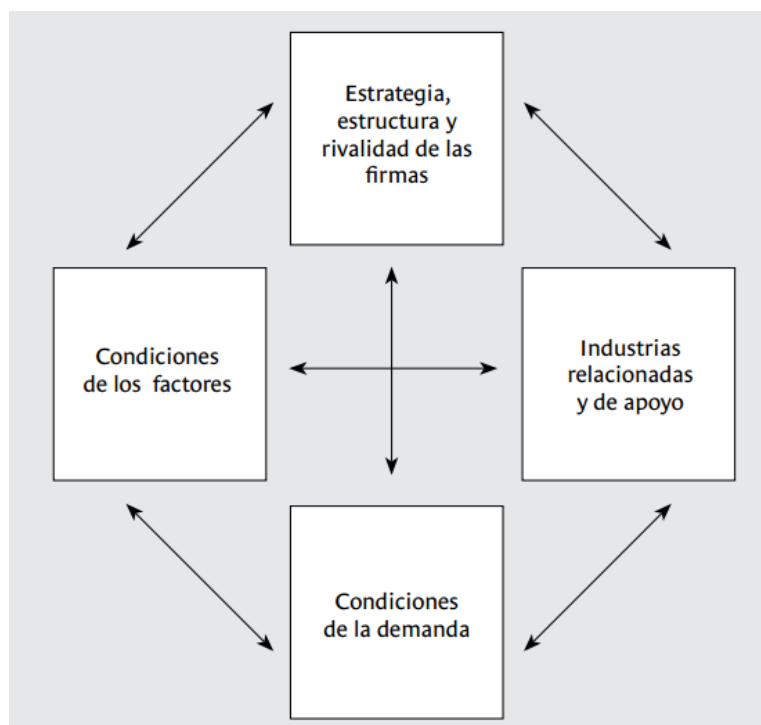 Estrategia,
estructura y
rivalidad de las
firmas
Condiciones
de los factores
Industrias
relacionadas
y de apoyo
Condiciones
de la demanda